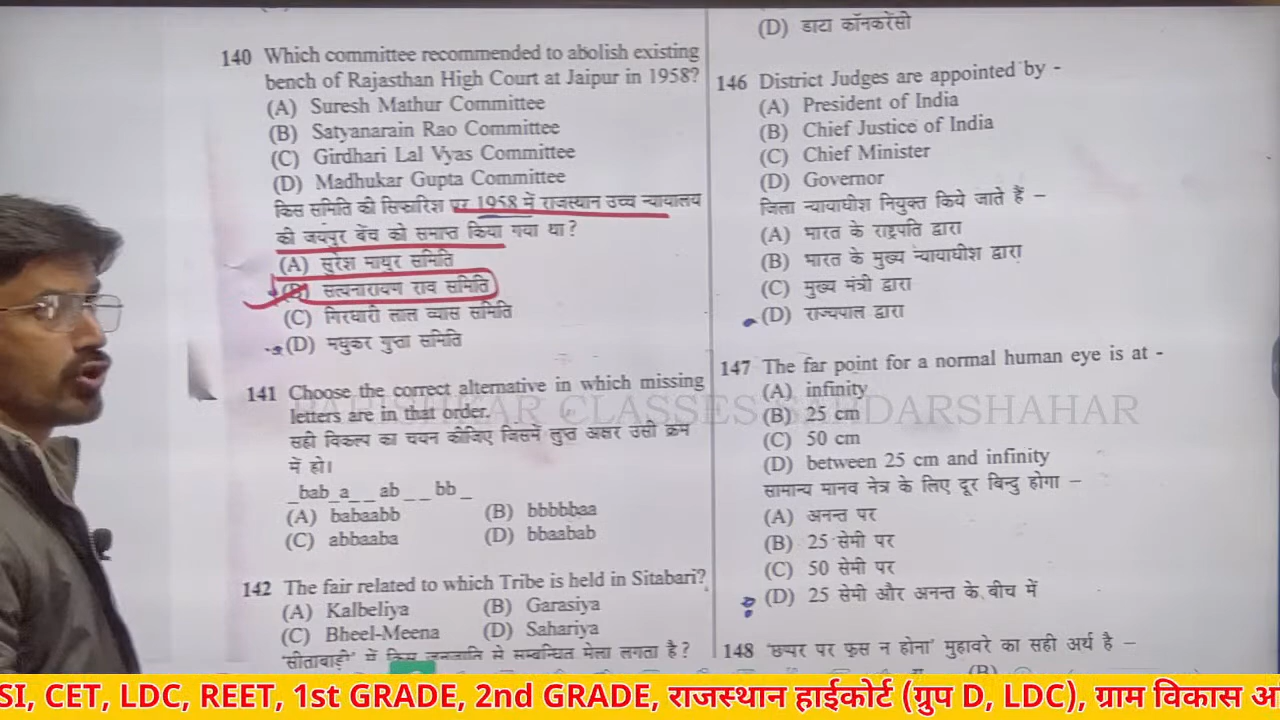 140 Which committee recommended to abolish existing
bench of Rajasthan High Court at Jaipur in 1958?
(A) Suresh Mathur Committee
(B) Satyanarain Rao Committee
(C) Girdhari Lal Vyas Committee
(D) Madhukar Gupta Committee
किस समिति की सिफारिश पर 1958 में राजस्थान उच्च न्यायालय
की जयपुर बेंच को समाप्त किया गया था?
(A) सुरेश माथुर समिति
(B) सत्यनारायण राव समिति
(C) गिरधारी लाल व्यास समिति
(D) मधुकर गुप्ता समिति
141 Choose the correct alternative in which missing
letters are in that order.
सही विकल्प का चयन कीजिए जिसमें लुप्त अक्षर उसी क्रम
में हो।
_bab_a__ab__bb_
(A) babaabb (B) bbbbbaa
(C) abbaaba (D) bbaabab
142 The fair related to which Tribe is held in Sitabari?
(A) Kalbeliya (B) Garasiya
(C) Bheel-Meena (D) Sahariya
'सीताबाड़ी' में किस जनजाति से सम्बन्धित मेला लगता है?
(D) डाटा कॉनकरेंसी
146 District Judges are appointed by -
(A) President of India
(B) Chief Justice of India
(C) Chief Minister
(D) Governor
जिला न्यायाधीश नियुक्त किये जाते हैं –
(A) भारत के राष्ट्रपति द्वारा
(B) भारत के मुख्य न्यायाधीश द्वारा
(C) मुख्य मंत्री द्वारा
(D) राज्यपाल द्वारा
147 The far point for a normal human eye is at -
(A) infinity
(B) 25 cm
(C) 50 cm
(D) between 25 cm and infinity
सामान्य मानव नेत्र के लिए दूर बिन्दु होगा –
(A) अनन्त पर
(B) 25 सेमी पर
(C) 50 सेमी पर
(D) 25 सेमी और अनन्त के बीच में
148 'छप्पर पर फूस न होना' मुहावरे का सही अर्थ है –
(B)
CLASSES SARDARSHAHAR
SI, CET, LDC, REET, 1st GRADE, 2nd GRADE, राजस्थान हाईकोर्ट (ग्रुप D, LDC), ग्राम विकास